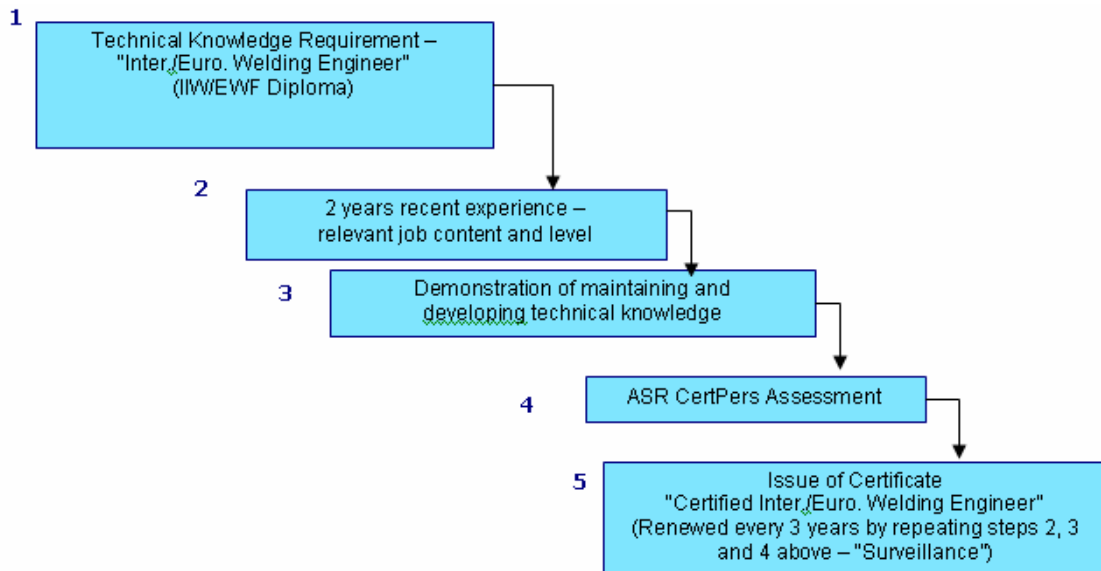 1
Technical Knowledge Requirement –
"Inter./Euro. Welding Engineer"
(IIW/EWF Diploma)
2
2 years recent experience –
relevant job content and level
3
Demonstration of maintaining and
developing technical knowledge
4
ASR CertPers Assessment
5
Issue of Certificate
"Certified Inter./Euro. Welding Engineer"
(Renewed every 3 years by repeating steps 2, 3
and 4 above – "Surveillance")